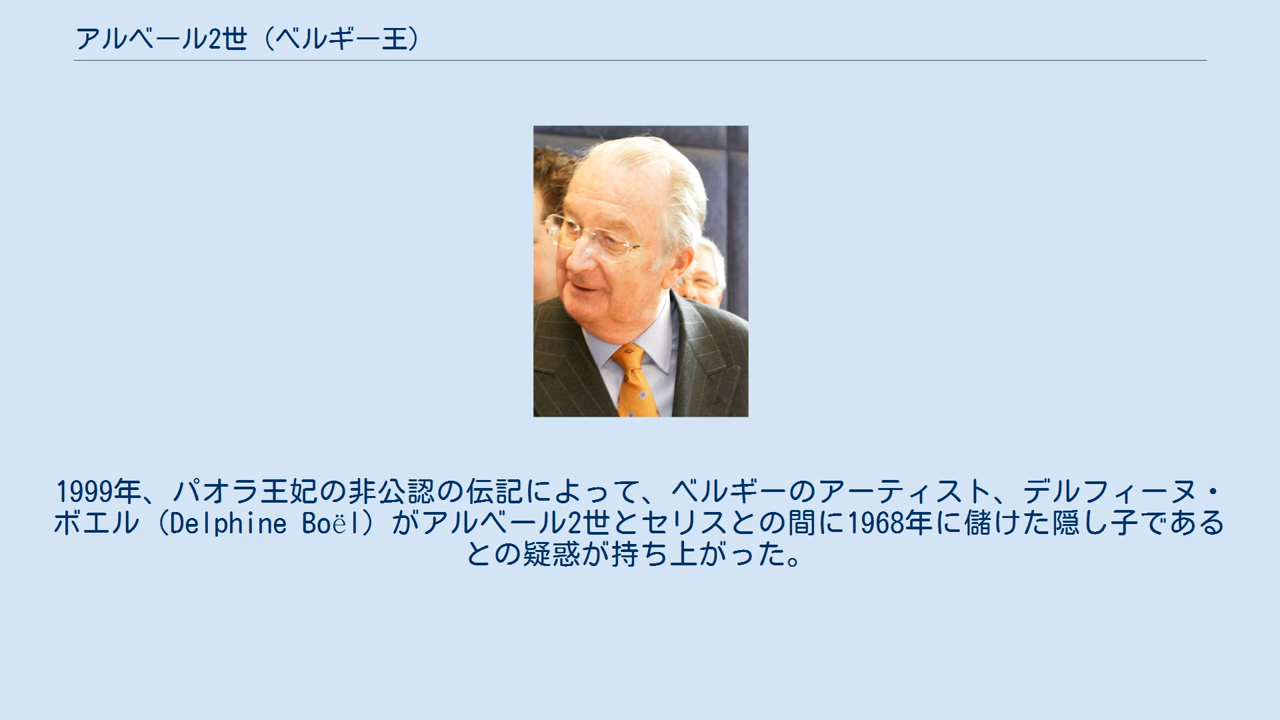 アルベール2世（ベルギー王）
1999年、パオラ王妃の非公認の伝記によって、ベルギーのアーティスト、デルフィーヌ・
ボエル（Delphine Boël）がアルベール2世とセリスとの間に1968年に儲けた隠し子である
との疑惑が持ち上がった。